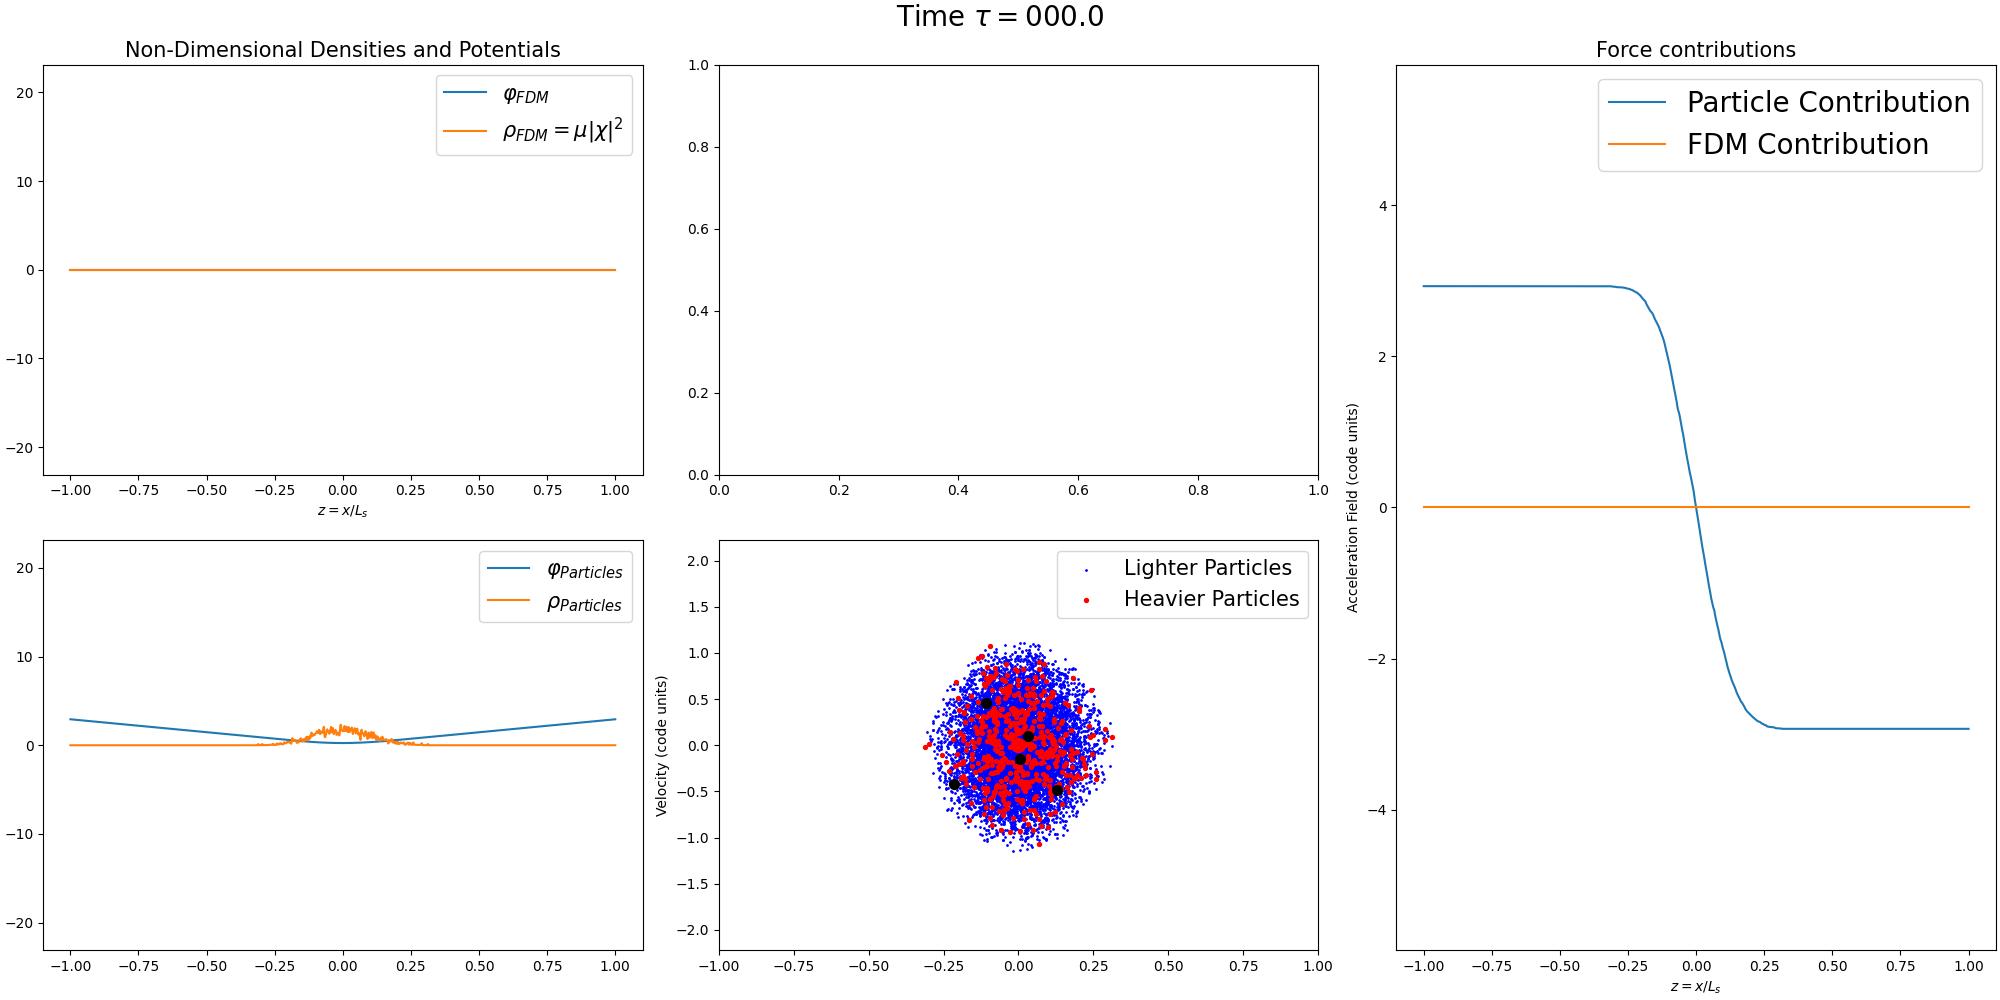 Time τ = 000.0
Non-Dimensional Densities and Potentials
φ_FDM
ρ_FDM = μ|χ|²
20
10
0
−10
−20
−1.00 −0.75 −0.50 −0.25 0.00 0.25 0.50 0.75 1.00
z = x/L_s
1.0
0.8
0.6
0.4
0.2
0.0
0.0 0.2 0.4 0.6 0.8 1.0
φ_Particles
ρ_Particles
20
10
0
−10
−20
−1.00 −0.75 −0.50 −0.25 0.00 0.25 0.50 0.75 1.00
Lighter Particles
Heavier Particles
Velocity (code units)
2.0
1.5
1.0
0.5
0.0
−0.5
−1.0
−1.5
−2.0
−1.00 −0.75 −0.50 −0.25 0.00 0.25 0.50 0.75 1.00
Force contributions
Particle Contribution
FDM Contribution
Acceleration Field (code units)
4
2
0
−2
−4
−1.00 −0.75 −0.50 −0.25 0.00 0.25 0.50 0.75 1.00
z = x/L_s